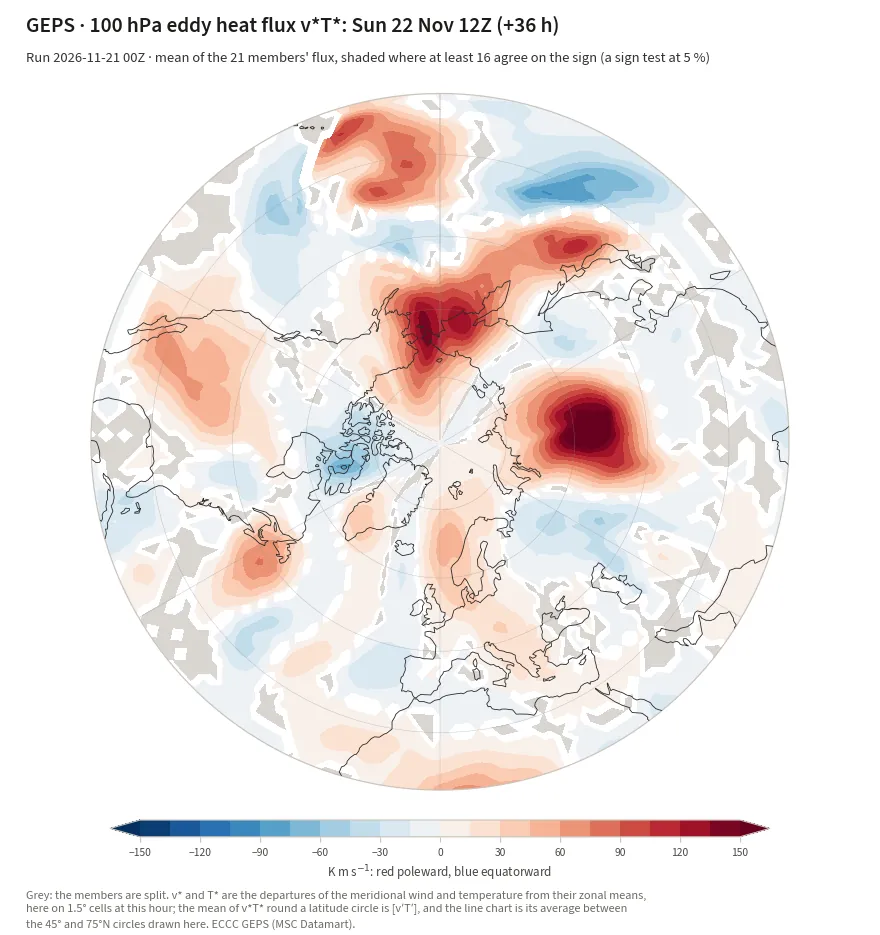 GEPS · 100 hPa eddy heat flux v*T*: Sun 22 Nov 12Z (+36 h)
Run 2026-11-21 00Z · mean of the 21 members' flux, shaded where at least 16 agree on the sign (a sign test at 5 %)
−150 −120 −90 −60 −30 0 30 60 90 120 150
K m s⁻¹: red poleward, blue equatorward
Grey: the members are split. v* and T* are the departures of the meridional wind and temperature from their zonal means,
here on 1.5° cells at this hour; the mean of v*T* round a latitude circle is [v′T′], and the line chart is its average between
the 45° and 75°N circles drawn here. ECCC GEPS (MSC Datamart).